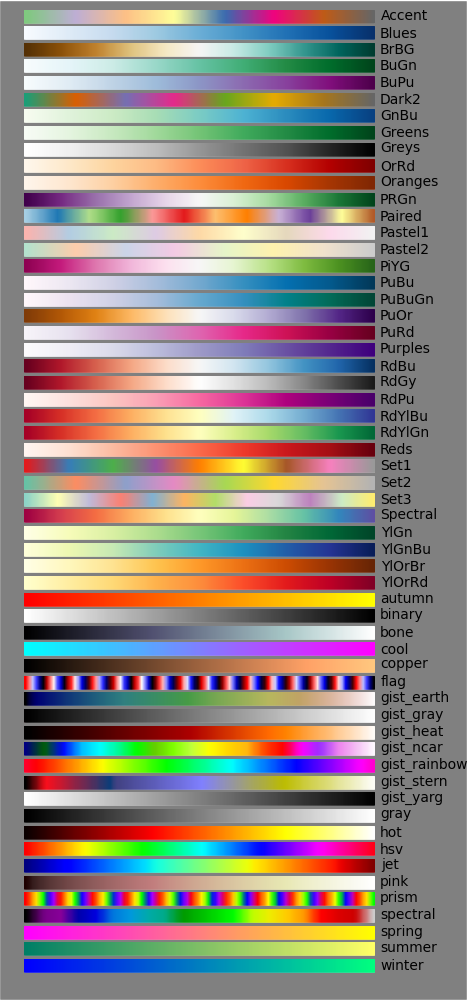 Accent
Blues
BrBG
BuGn
BuPu
Dark2
GnBu
Greens
Greys
OrRd
Oranges
PRGn
Paired
Pastel1
Pastel2
PiYG
PuBu
PuBuGn
PuOr
PuRd
Purples
RdBu
RdGy
RdPu
RdYlBu
RdYlGn
Reds
Set1
Set2
Set3
Spectral
YlGn
YlGnBu
YlOrBr
YlOrRd
autumn
binary
bone
cool
copper
flag
gist_earth
gist_gray
gist_heat
gist_ncar
gist_rainbow
gist_stern
gist_yarg
gray
hot
hsv
jet
pink
prism
spectral
spring
summer
winter